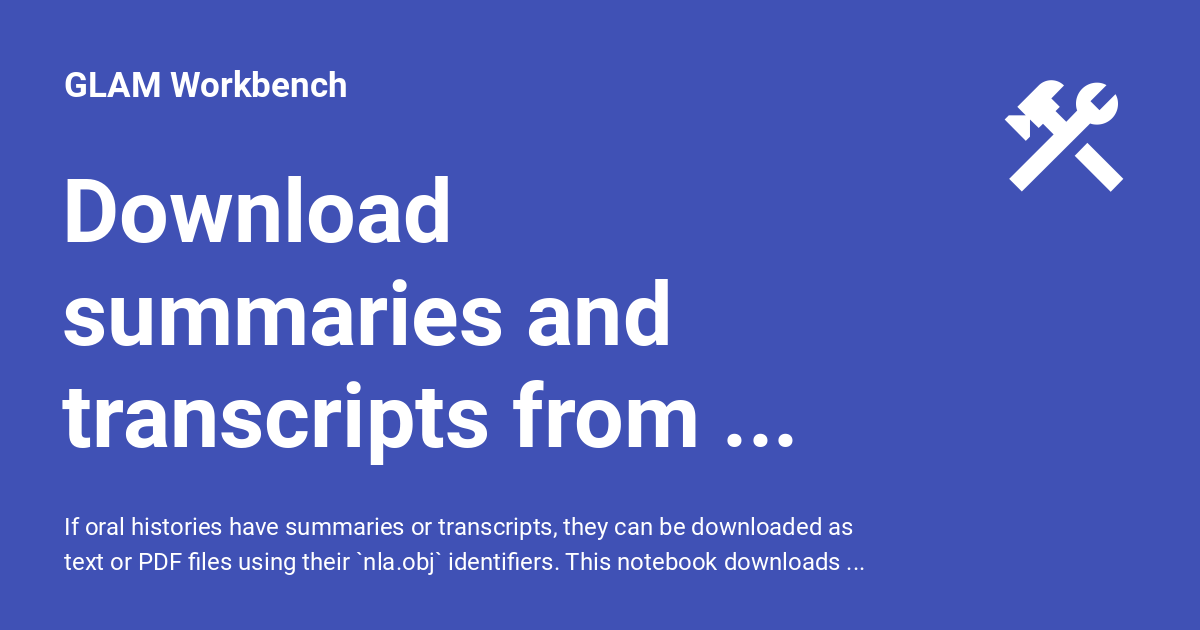 GLAM Workbench
Download
summaries and
transcripts from ...
If oral histories have summaries or transcripts, they can be downloaded as
text or PDF files using their `nla.obj` identifiers. This notebook downloads ...